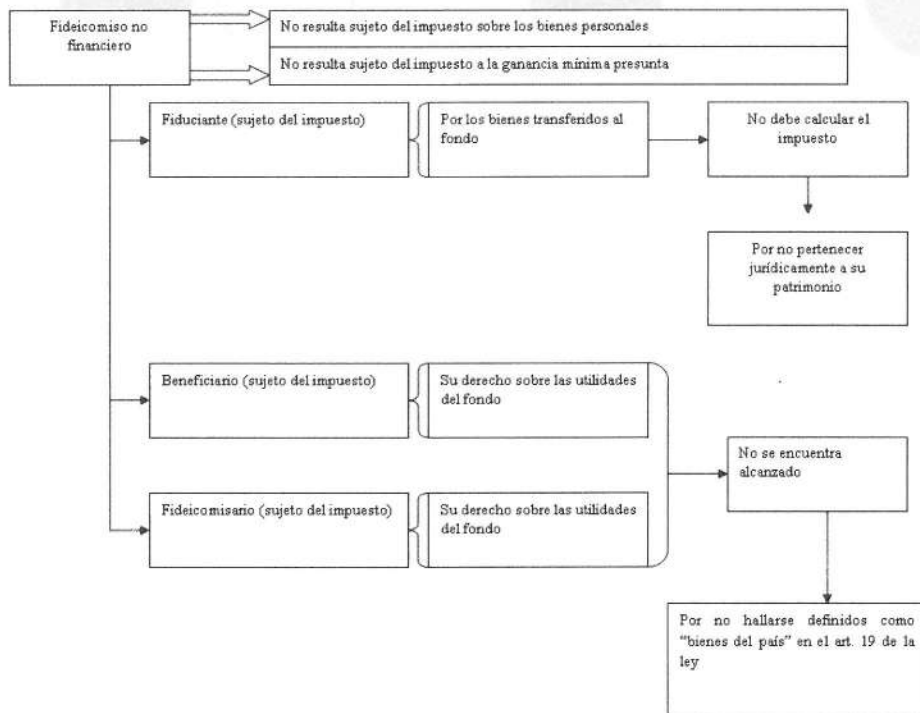 Fideicomiso no
financiero
No resulta sujeto del impuesto sobre los bienes personales
No resulta sujeto del impuesto a la ganancia mínima presunta
Fiduciante (sujeto del impuesto)
Por los bienes transferidos al
fondo
No debe calcular el
impuesto
Por no pertenecer
jurídicamente a su
patrimonio
Beneficiario (sujeto del impuesto)
Su derecho sobre las utilidades
del fondo
No se encuentra
alcanzado
Fideicomisario (sujeto del impuesto)
Su derecho sobre las utilidades
del fondo
Por no hallarse definidos como
"bienes del país" en el art. 19 de la
ley